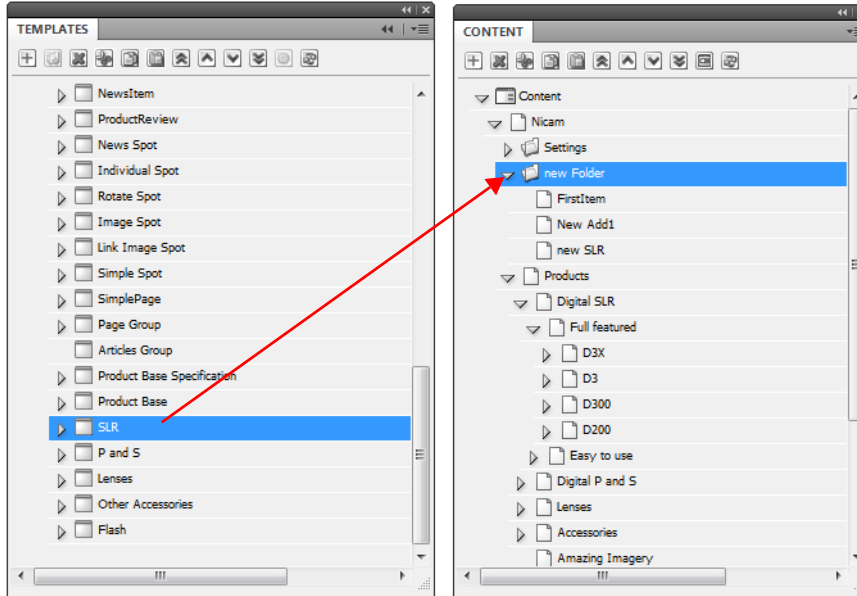 TEMPLATES
NewsItem
ProductReview
News Spot
Individual Spot
Rotate Spot
Image Spot
Link Image Spot
Simple Spot
SimplePage
Page Group
Articles Group
Product Base Specification
Product Base
SLR
P and S
Lenses
Other Accessories
Flash
CONTENT
Content
Nicam
Settings
new Folder
FirstItem
New Add1
new SLR
Products
Digital SLR
Full featured
D3X
D3
D300
D200
Easy to use
Digital P and S
Lenses
Accessories
Amazing Imagery